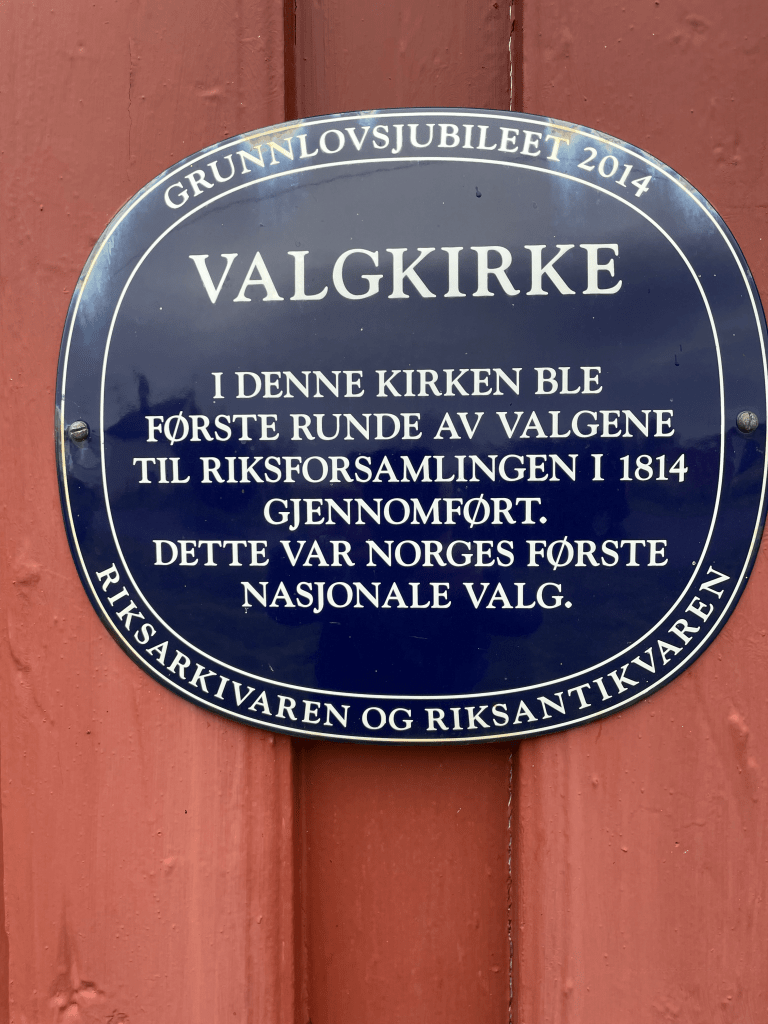 GRUNNLOVSJUBILEET 2014
VALGKIRKE
I DENNE KIRKEN BLE
FØRSTE RUNDE AV VALGENE
TIL RIKSFORSAMLINGEN I 1814
GJENNOMFØRT.
DETTE VAR NORGES FØRSTE
NASJONALE VALG.
RIKSARKIVAREN OG RIKSANTIKVAREN